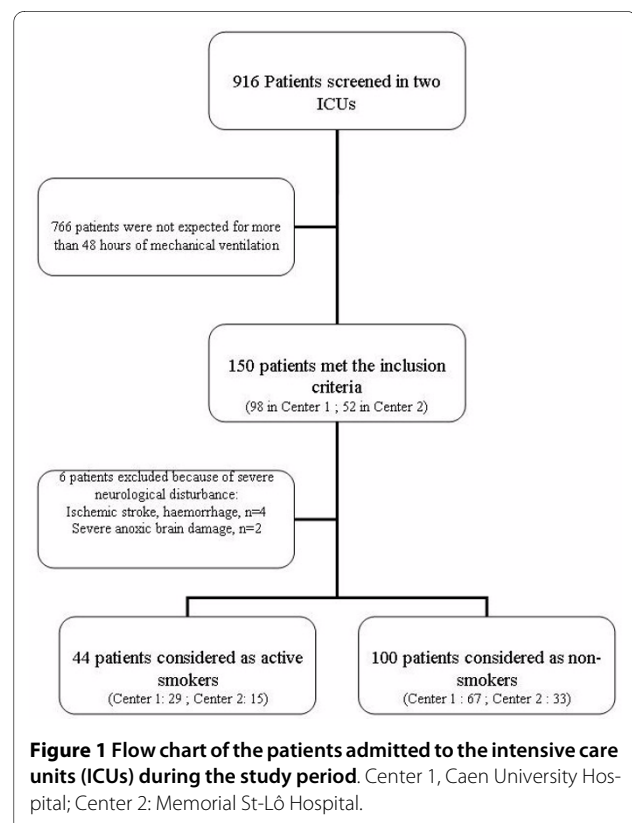 916 Patients screened in two
ICUs
766 patients were not expected for more
than 48 hours of mechanical ventilation
150 patients met the inclusion
criteria
(98 in Center 1 ; 52 in Center 2)
6 patients excluded because of severe
neurological disturbance:
Ischemic stroke, haemorrhage, n=4
Severe anoxic brain damage, n=2
44 patients considered as active
smokers
(Center 1: 29 ; Center 2: 15)
100 patients considered as non-
smokers
(Center 1 : 67 ; Center 2 : 33)
Figure 1 Flow chart of the patients admitted to the intensive care
units (ICUs) during the study period. Center 1, Caen University Hos-
pital; Center 2: Memorial St-Lô Hospital.